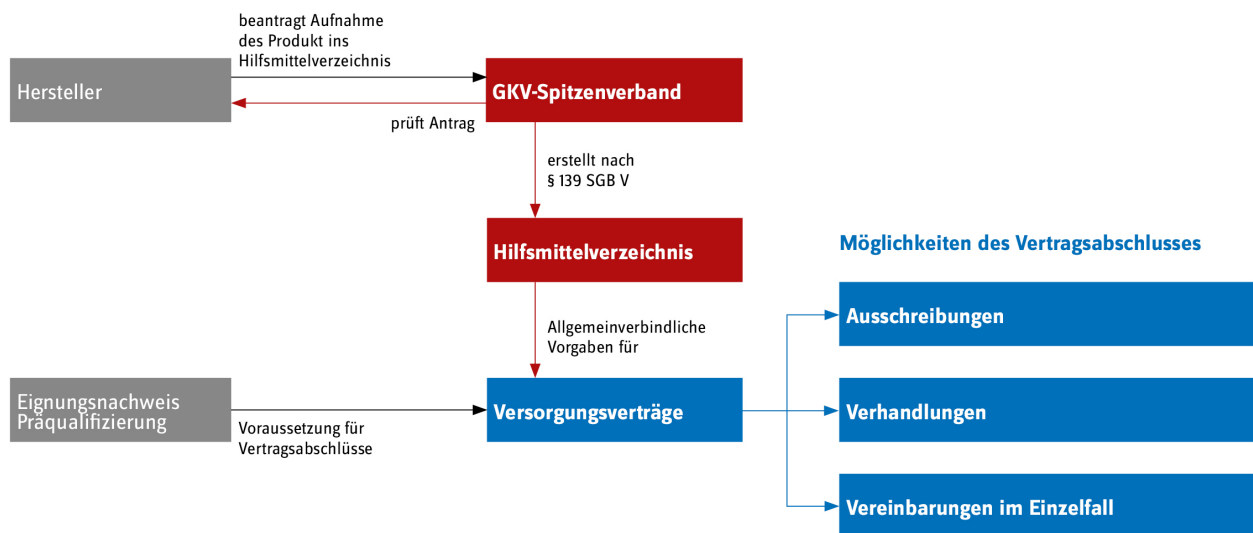 beantragt Aufnahme
des Produkt ins
Hilfsmittelverzeichnis
Hersteller
GKV-Spitzenverband
prüft Antrag
erstellt nach
§ 139 SGB V
Hilfsmittelverzeichnis
Möglichkeiten des Vertragsabschlusses
Ausschreibungen
Allgemeinverbindliche
Vorgaben für
Eignungsnachweis
Präqualifizierung
Versorgungsverträge
Verhandlungen
Voraussetzung für
Vertragsabschlüsse
Vereinbarungen im Einzelfall